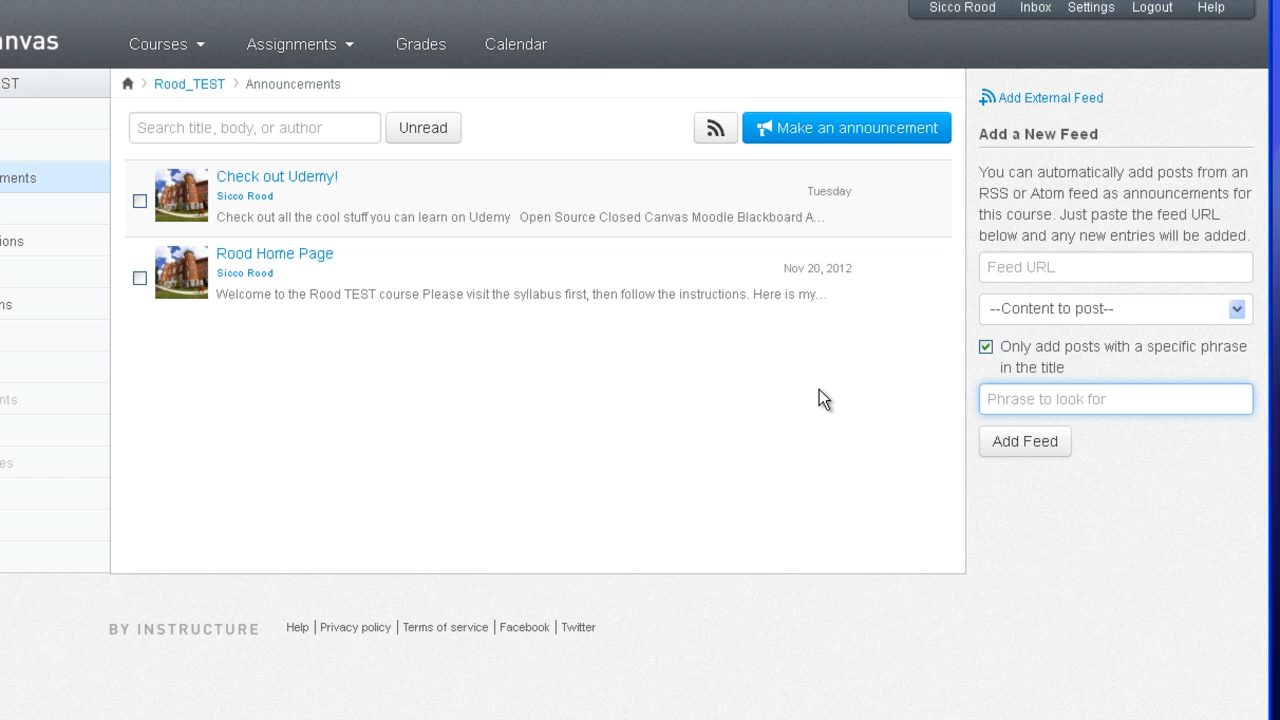 Sicco Rood Inbox Settings Logout Help
anvas Courses Assignments Grades Calendar
ST
Rood_TEST Announcements
Search title, body, or author Unread Make an announcement
ments
ions
ms
nts
es
Check out Udemy!
Sicco Rood
Tuesday
Check out all the cool stuff you can learn on Udemy Open Source Closed Canvas Moodle Blackboard A...
Rood Home Page
Sicco Rood
Nov 20, 2012
Welcome to the Rood TEST course Please visit the syllabus first, then follow the instructions. Here is my...
Add External Feed
Add a New Feed
You can automatically add posts from an
RSS or Atom feed as announcements for
this course. Just paste the feed URL
below and any new entries will be added.
Feed URL
--Content to post--
Only add posts with a specific phrase
in the title
Phrase to look for
Add Feed
BY INSTRUCTURE Help | Privacy policy | Terms of service | Facebook | Twitter